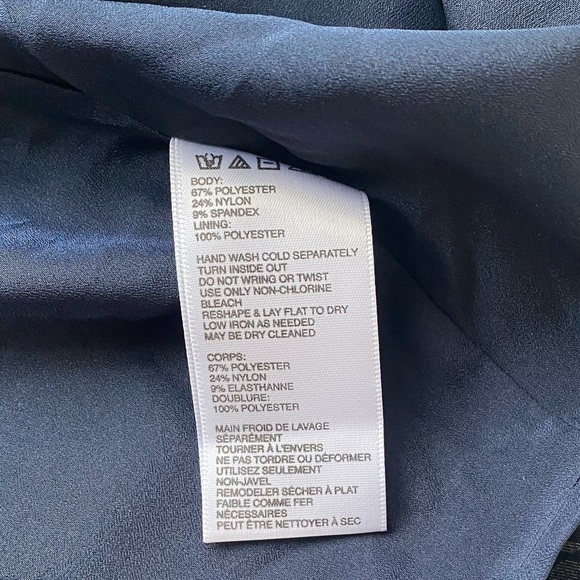 BODY:
67% POLYESTER
24% NYLON
9% SPANDEX
LINING:
100% POLYESTER
HAND WASH COLD SEPARATELY
TURN INSIDE OUT
DO NOT WRING OR TWIST
USE ONLY NON-CHLORINE
BLEACH
RESHAPE & LAY FLAT TO DRY
LOW IRON AS NEEDED
MAY BE DRY CLEANED
CORPS:
67% POLYESTER
24% NYLON
9% ELASTHANNE
DOUBLURE:
100% POLYESTER
MAIN FROID DE LAVAGE
SÉPARÉMENT
TOURNER À L'ENVERS
NE PAS TORDRE OU DÉFORMER
UTILISEZ SEULEMENT
NON-JAVEL
REMODELER SÉCHER À PLAT
FAIBLE COMME FER
NÉCESSAIRES
PEUT ÊTRE NETTOYER À SEC